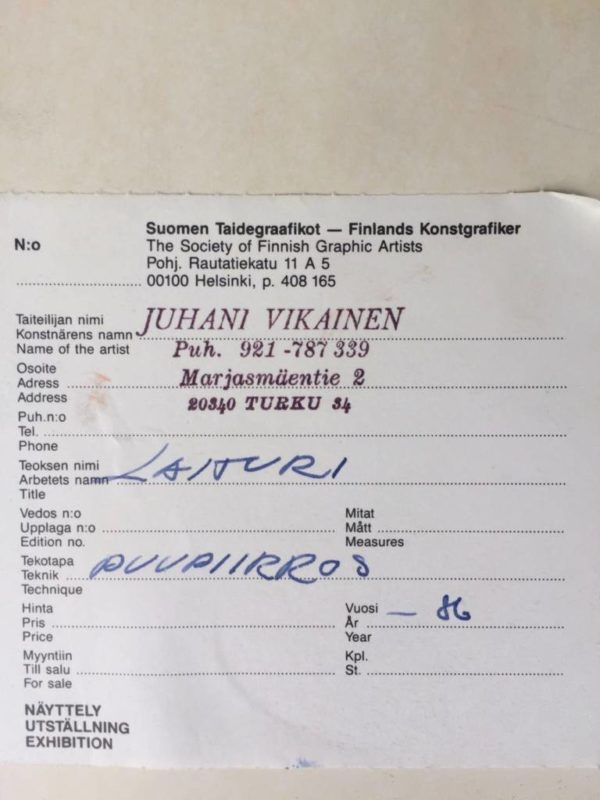 Suomen Taidegraafikot — Finlands Konstgrafiker
N:o The Society of Finnish Graphic Artists
Pohj. Rautatiekatu 11 A 5
00100 Helsinki, p. 408 165
Taiteilijan nimi JUHANI VIKAINEN
Konstnärens namn
Name of the artist Puh. 921-787 339
Osoite
Adress Marjasmäentie 2
Address 20340 TURKU 34
Puh.n:o
Tel.
Phone
Teoksen nimi LAITURI
Arbetets namn
Title
Vedos n:o Mitat
Upplaga n:o Mått
Edition no. Measures
Tekotapa PUUPIIRROS
Teknik
Technique
Hinta Vuosi — 86
Pris År
Price Year
Myyntiin Kpl.
Till salu St.
For sale
NÄYTTELY
UTSTÄLLNING
EXHIBITION